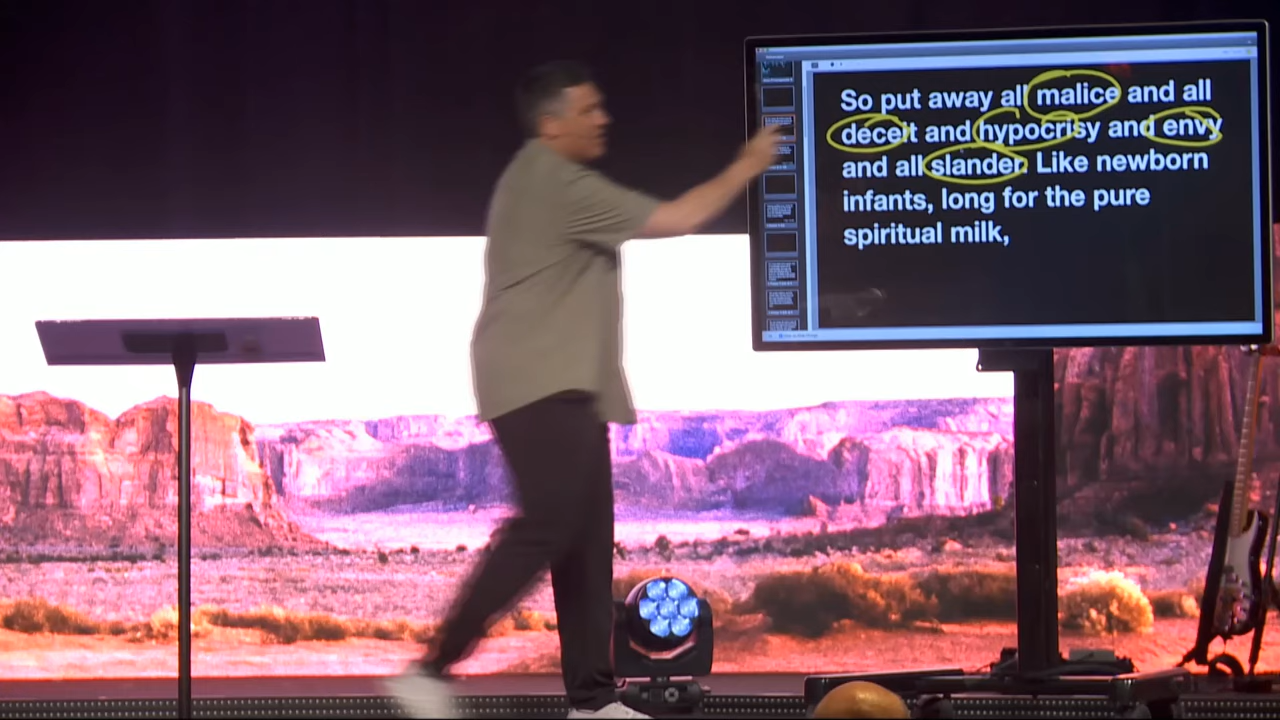 So put away all malice and all
deceit and hypocrisy and envy
and all slander. Like newborn
infants, long for the pure
spiritual milk,